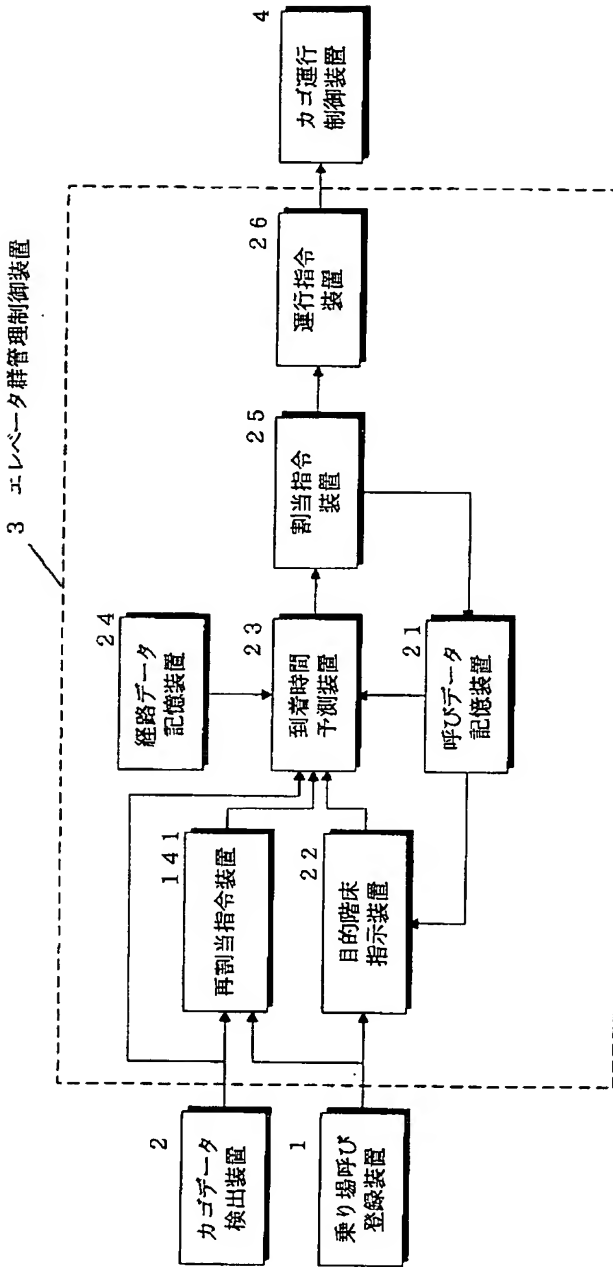 3 エレベータ群管理制御装置
2
カゴデータ
検出装置
1
乗り場呼び
登録装置
141
再割当指令装置
22
目的階床
指示装置
24
経路データ
記憶装置
23
到着時間
予測装置
21
呼びデータ
記憶装置
25
割当指令
装置
26
運行指令
装置
4
カゴ運行
制御装置